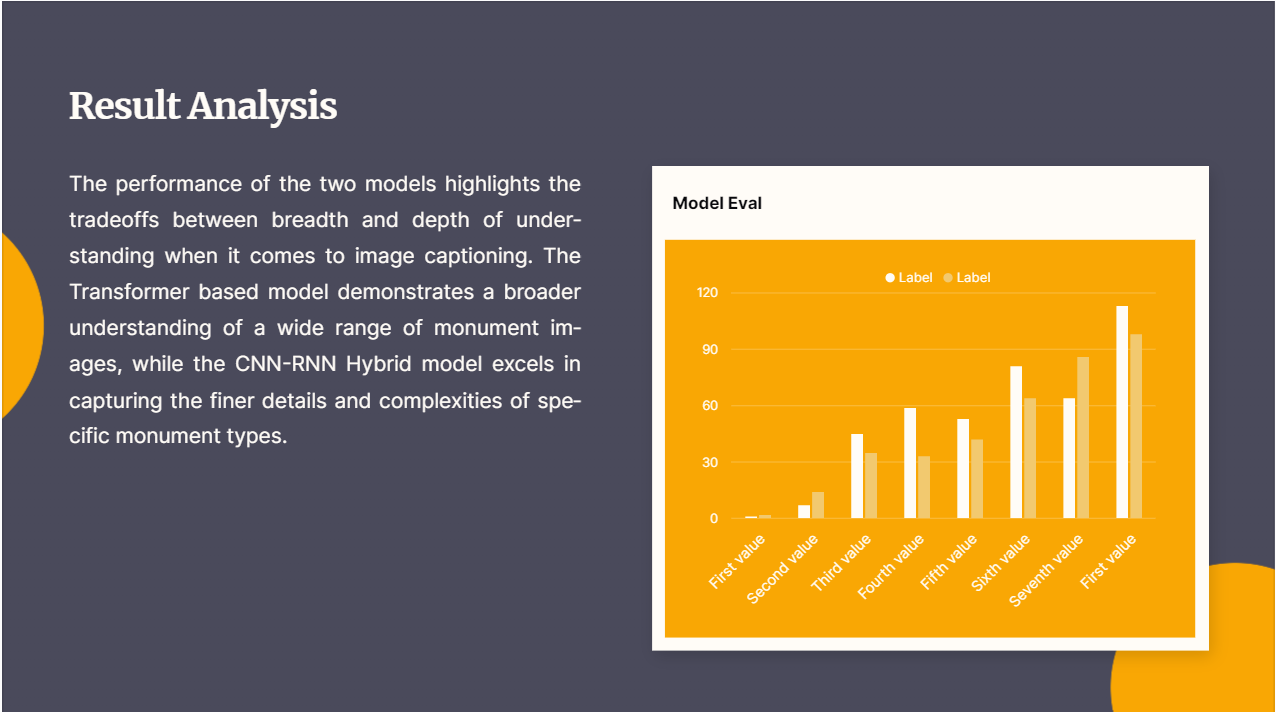 Result Analysis
The performance of the two models highlights the
tradeoffs between breadth and depth of under-
standing when it comes to image captioning. The
Transformer based model demonstrates a broader
understanding of a wide range of monument im-
ages, while the CNN-RNN Hybrid model excels in
capturing the finer details and complexities of spe-
cific monument types.
Model Eval
Label Label
120
90
60
30
0
First value
Second value
Third value
Fourth value
Fifth value
Sixth value
Seventh value
First value